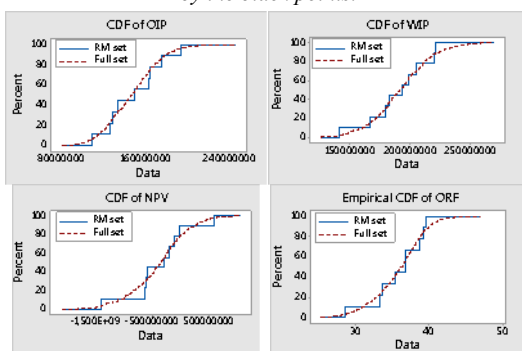 CDF of OIP
RM set
Full set
100
80
60
40
20
0
Percent
80000000 160000000 240000000
Data
CDF of WIP
RM set
Full set
100
80
60
40
20
0
Percent
150000000 200000000 250000000
Data
CDF of NPV
RM set
Full set
100
80
60
40
20
0
Percent
-1500E+09 -500000000 500000000
Data
Empirical CDF of ORF
RM set
Full set
100
80
60
40
20
0
Percent
30 40 50
Data